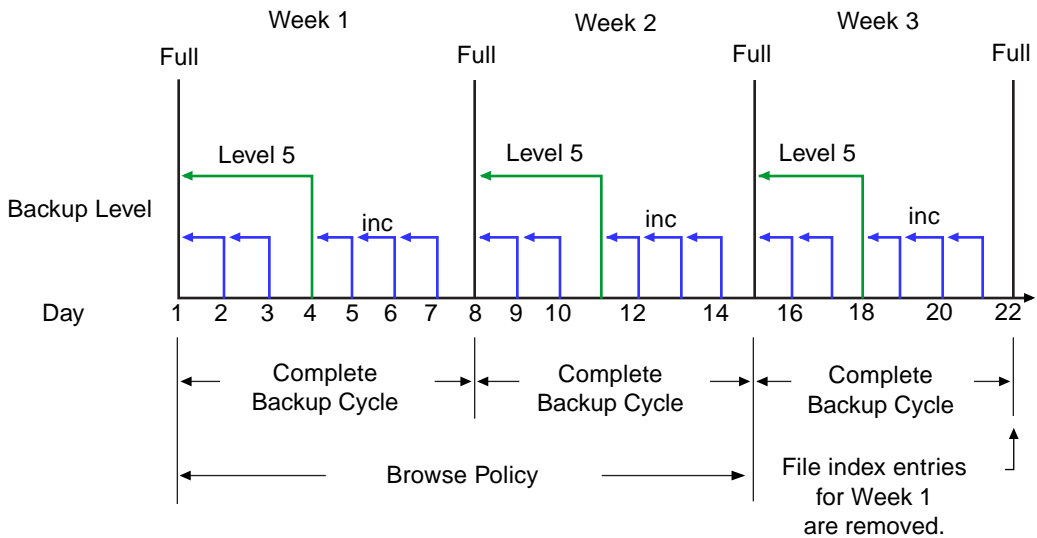 Week 1
Week 2
Week 3
Full
Full
Full
Full
Level 5
Level 5
Level 5
Backup Level
inc
inc
inc
Day
1 2 3 4 5 6 7 8 9 10 12 14 16 18 20 22
Complete
Backup Cycle
Complete
Backup Cycle
Complete
Backup Cycle
Browse Policy
File index entries
for Week 1
are removed.